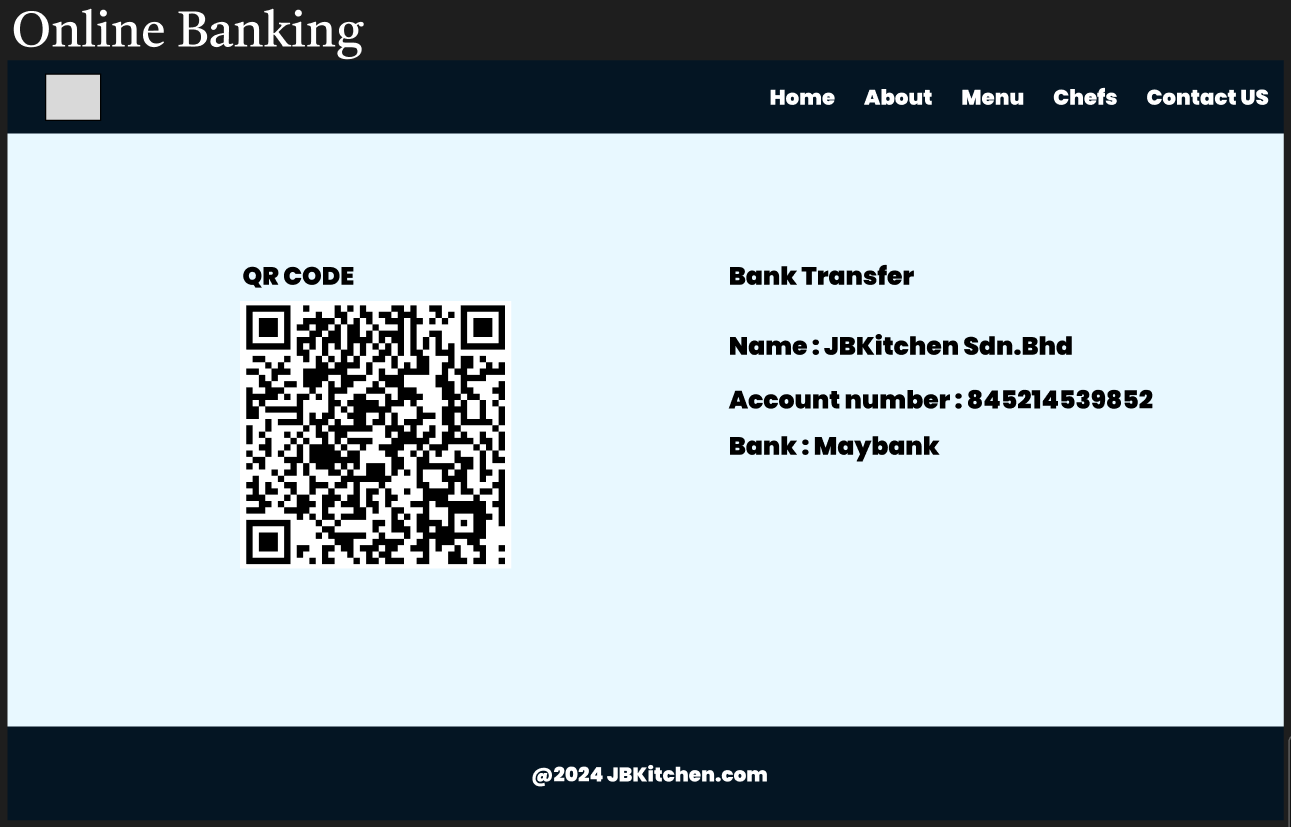 Online Banking
Home About Menu Chefs Contact US
QR CODE
Bank Transfer
Name : JBKitchen Sdn.Bhd
Account number : 845214539852
Bank : Maybank
@2024 JBKitchen.com